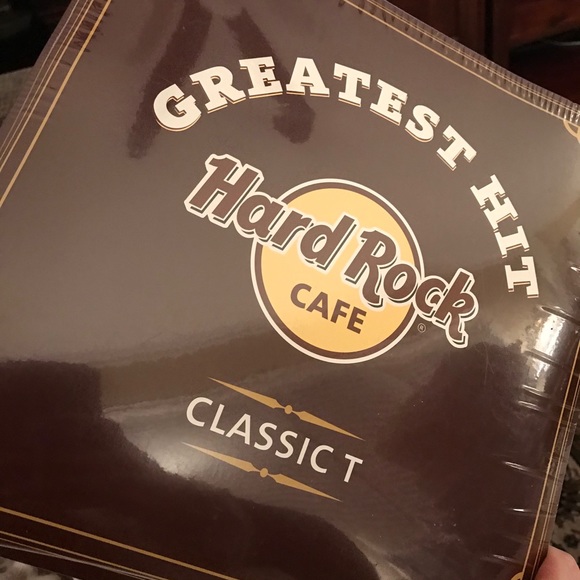 GREATEST HIT
Hard Rock
CAFE
®
CLASSIC T